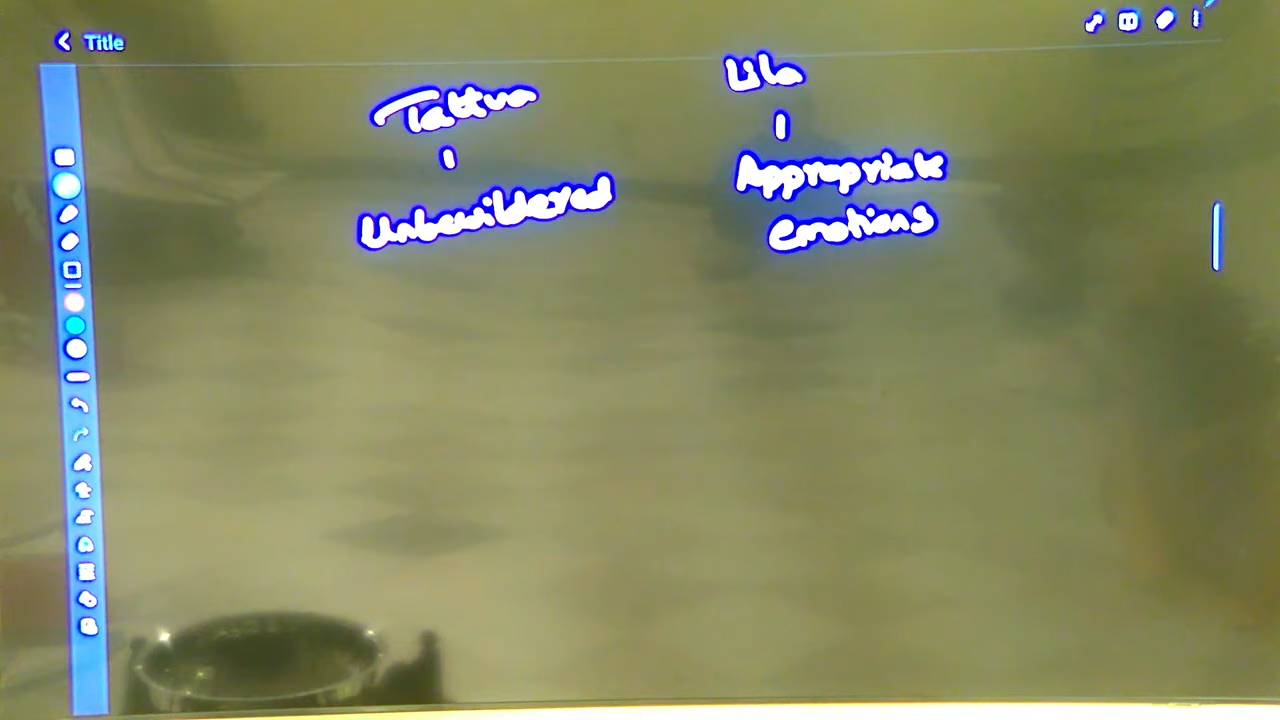 Title
Tattva
Unbewildered
Lila
Appropriate
emotions